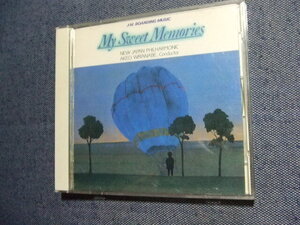 JAL BOARDING MUSIC
My Sweet Memories
NEW JAPAN PHILHARMONIC
AKEO WATANABE, Conductor